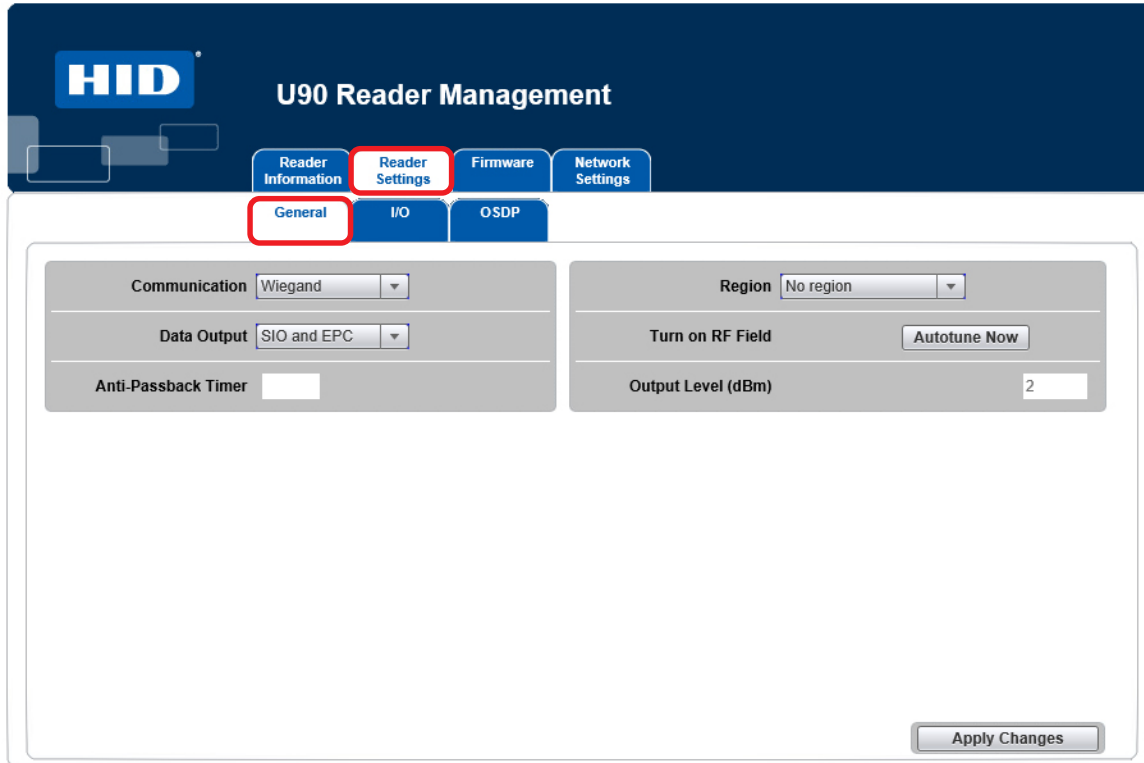 HID®
U90 Reader Management
Reader Information
Reader Settings
Firmware
Network Settings
General
I/O
OSDP
Communication Wiegand
Region No region
Data Output SIO and EPC
Turn on RF Field Autotune Now
Anti-Passback Timer
Output Level (dBm) 2
Apply Changes